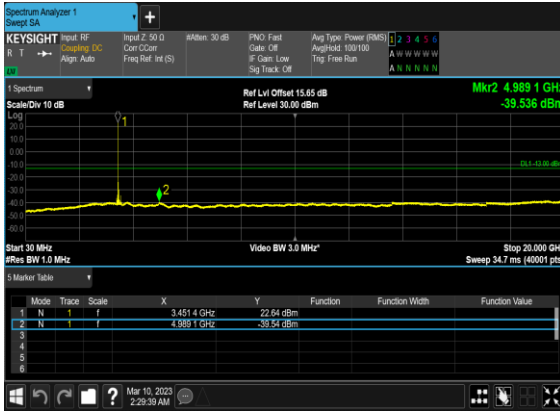 Spectrum Analyzer 1
Swept SA
+
KEYSIGHT Input: RF Input Z: 50 Ω #Atten: 30 dB PNO: Fast Avg Type: Power (RMS) 1 2 3 4 5 6
R T Coupling: DC Corr CCorr Gate: Off Avg|Hold: 100/100 A W W W W W
Align: Auto Freq Ref: Int (S) IF Gain: Low Trig: Free Run
Sig Track: Off A N N N N N
1 Spectrum Ref Lvl Offset 15.65 dB Mkr2 4.989 1 GHz
Scale/Div 10 dB Ref Level 30.00 dBm -39.536 dBm
Log
20.0
10.0
0.00
-10.0
-20.0
-30.0
-40.0
-50.0
-60.0
1
2
DL1 -13.00 dBm
Start 30 MHz Video BW 3.0 MHz* Stop 20.000 GH
#Res BW 1.0 MHz Sweep 34.7 ms (40001 pts
5 Marker Table
Mode Trace Scale X Y Function Function Width Function Value
1 N 1 f 3.451 4 GHz 22.64 dBm
2 N 1 f 4.989 1 GHz -39.54 dBm
3
4
5
6
? Mar 10, 2023
2:29:39 AM